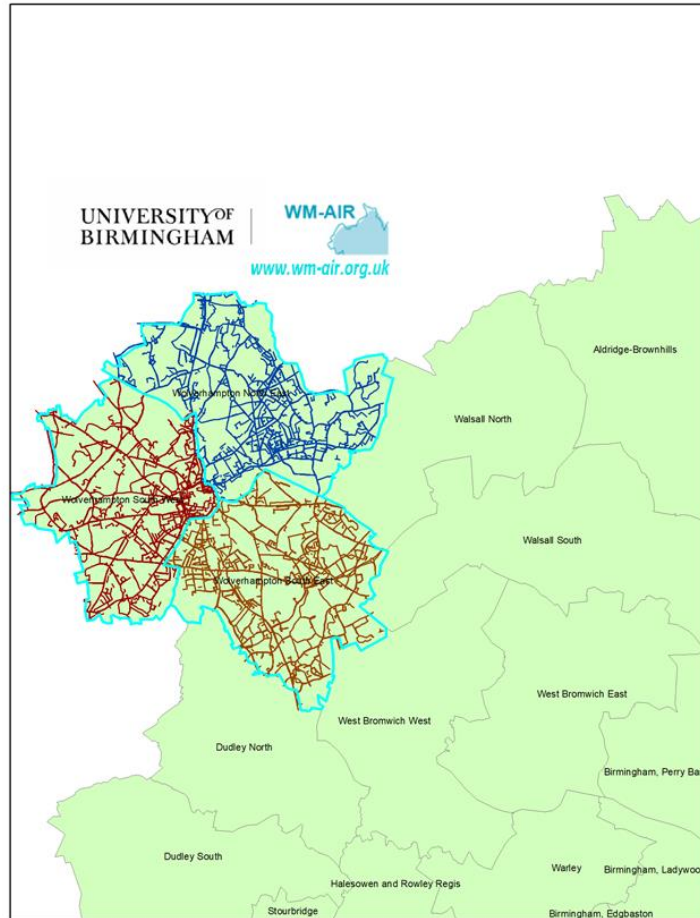 UNIVERSITY OF
BIRMINGHAM
WM-AIR
www.wm-air.org.uk
Aldridge-Brownhills
Wolverhampton North East
Walsall North
Wolverhampton South West
Walsall South
Wolverhampton South East
West Bromwich East
West Bromwich West
Dudley North
Birmingham, Perry Ba
Dudley South
Warley
Birmingham, Ladywoo
Halesowen and Rowley Regis
Stourbridge
Birmingham, Edgbaston